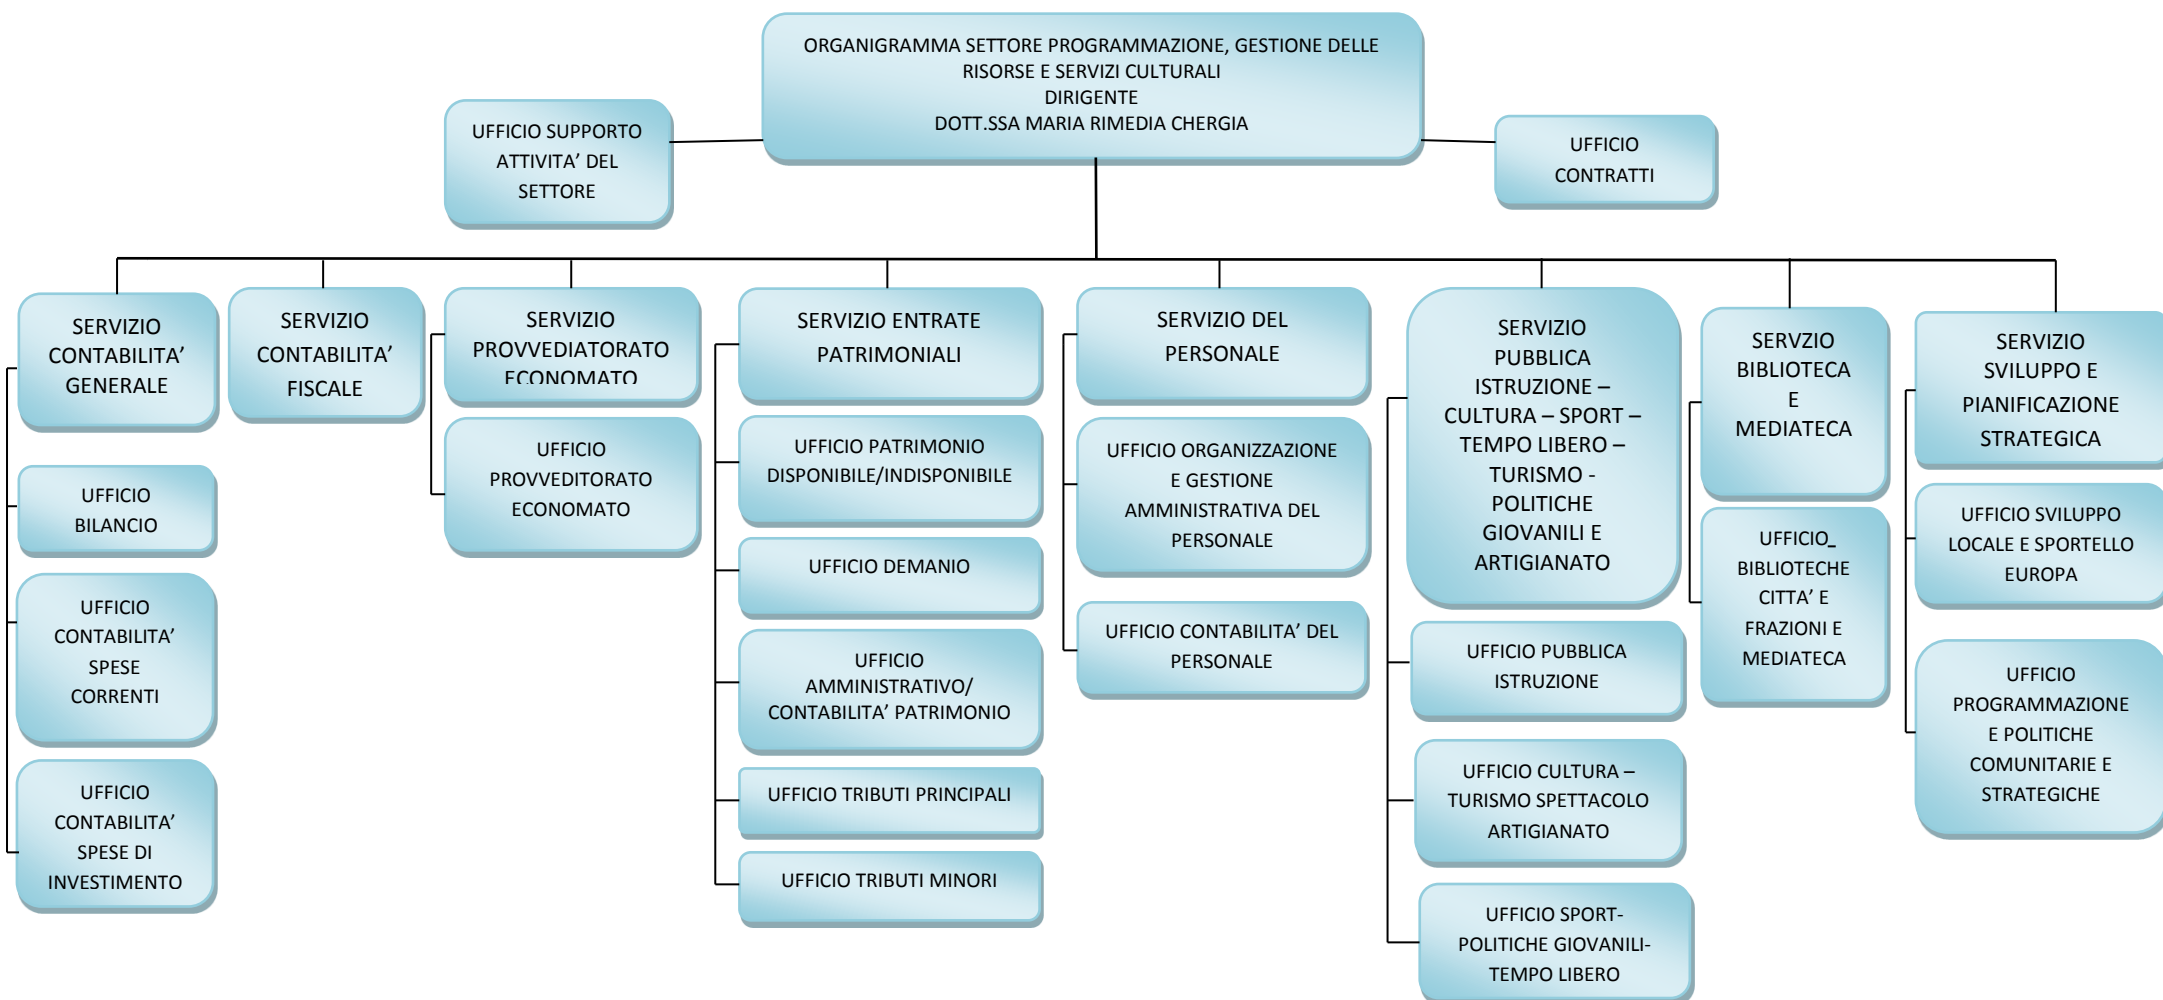 ORGANIGRAMMA SETTORE PROGRAMMAZIONE, GESTIONE DELLE
RISORSE E SERVIZI CULTURALI
DIRIGENTE
DOTT.SSA MARIA RIMEDIA CHERGIA
UFFICIO SUPPORTO
ATTIVITA’ DEL
SETTORE
UFFICIO
CONTRATTI
SERVIZIO
CONTABILITA’
GENERALE
UFFICIO
BILANCIO
UFFICIO
CONTABILITA’
SPESE
CORRENTI
UFFICIO
CONTABILITA’
SPESE DI
INVESTIMENTO
SERVIZIO
CONTABILITA’
FISCALE
SERVIZIO
PROVVEDIATORATO
ECONOMATO
UFFICIO
PROVVEDITORATO
ECONOMATO
SERVIZIO ENTRATE
PATRIMONIALI
UFFICIO PATRIMONIO
DISPONIBILE/INDISPONIBILE
UFFICIO DEMANIO
UFFICIO
AMMINISTRATIVO/
CONTABILITA’ PATRIMONIO
UFFICIO TRIBUTI PRINCIPALI
UFFICIO TRIBUTI MINORI
SERVIZIO DEL
PERSONALE
UFFICIO ORGANIZZAZIONE
E GESTIONE
AMMINISTRATIVA DEL
PERSONALE
UFFICIO CONTABILITA’ DEL
PERSONALE
SERVIZIO
PUBBLICA
ISTRUZIONE –
CULTURA – SPORT –
TEMPO LIBERO –
TURISMO -
POLITICHE
GIOVANILI E
ARTIGIANATO
UFFICIO PUBBLICA
ISTRUZIONE
UFFICIO CULTURA –
TURISMO SPETTACOLO
ARTIGIANATO
UFFICIO SPORT-
POLITICHE GIOVANILI-
TEMPO LIBERO
SERVZIO
BIBLIOTECA
E
MEDIATECA
UFFICIO_
BIBLIOTECHE
CITTA’ E
FRAZIONI E
MEDIATECA
SERVIZIO
SVILUPPO E
PIANIFICAZIONE
STRATEGICA
UFFICIO SVILUPPO
LOCALE E SPORTELLO
EUROPA
UFFICIO
PROGRAMMAZIONE
E POLITICHE
COMUNITARIE E
STRATEGICHE